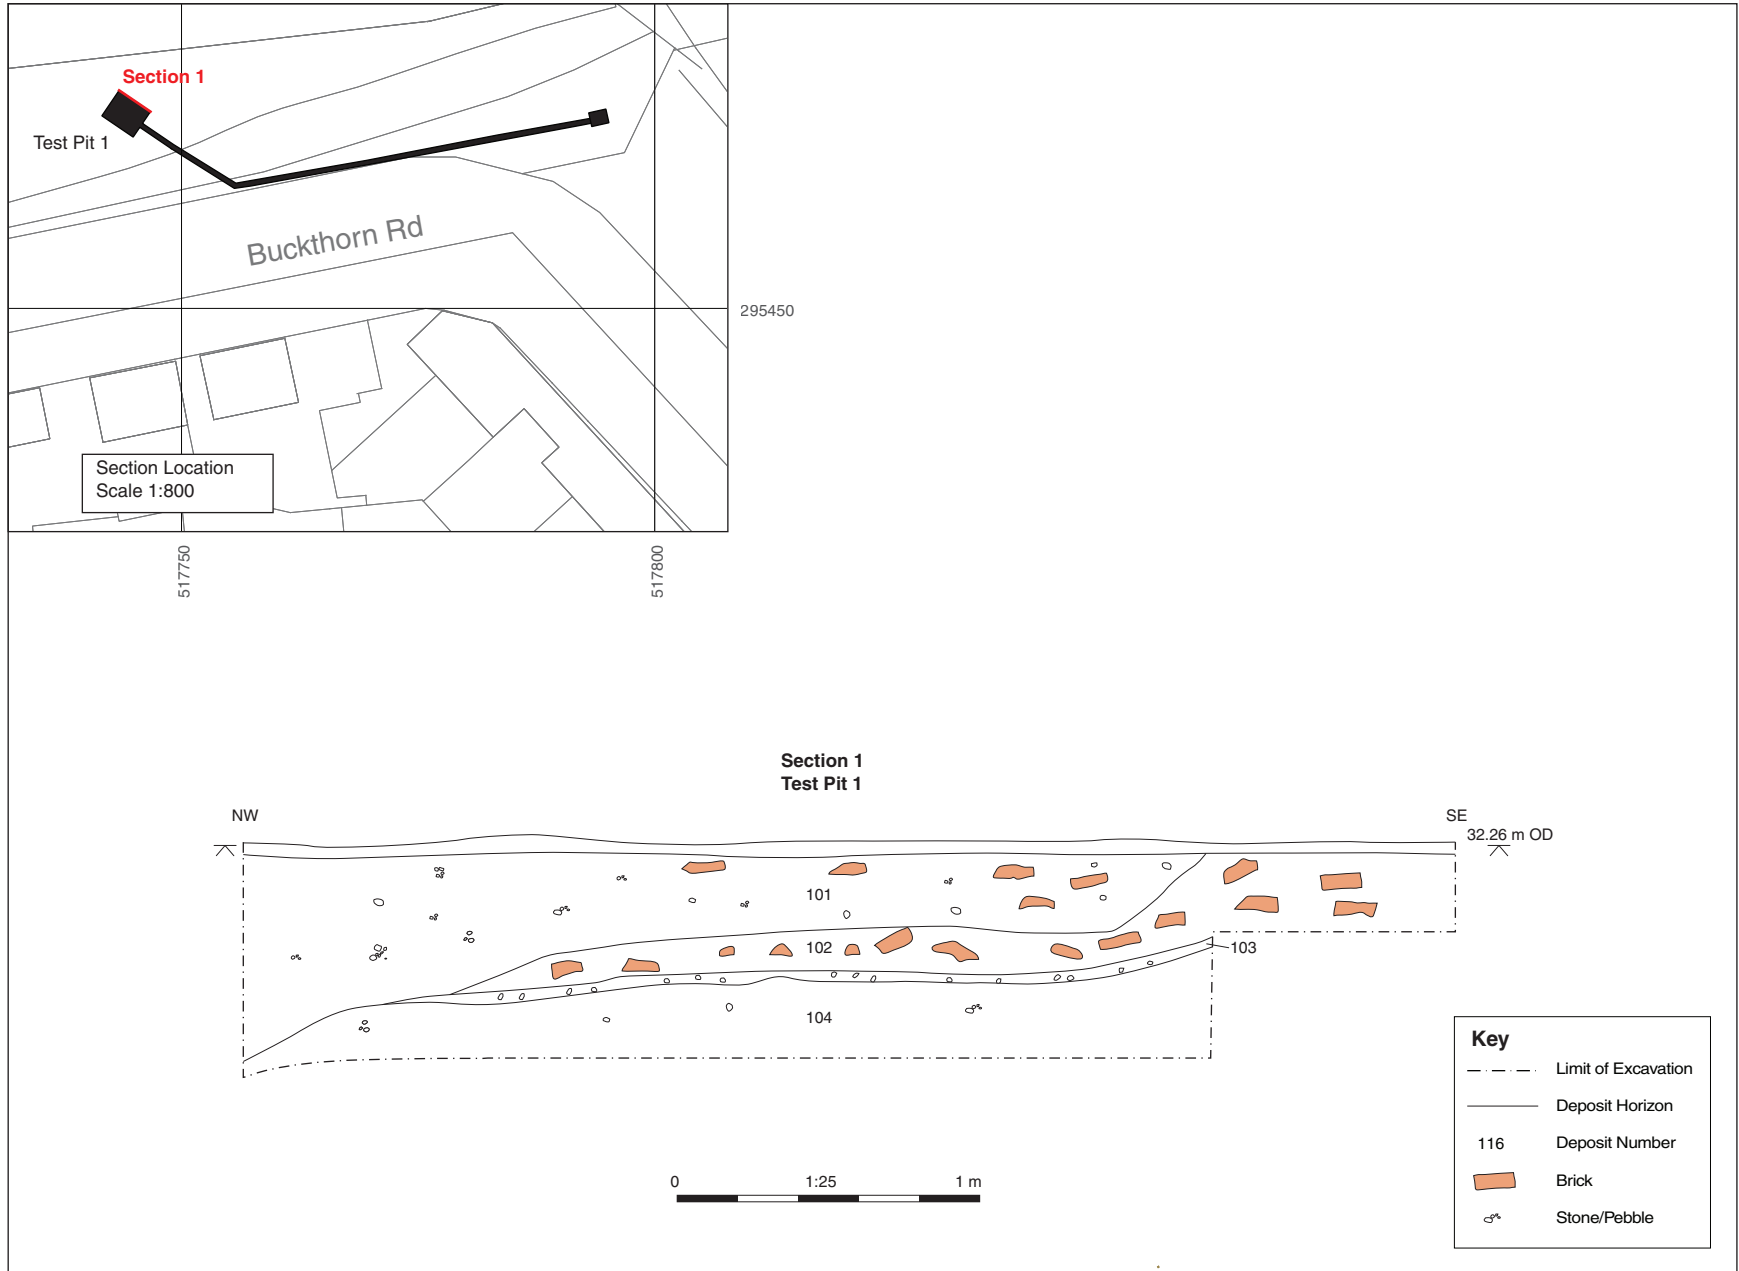 Section 1
Test Pit 1
Buckthorn Rd
295450
Section Location
Scale 1:800
517750
517800
Section 1
Test Pit 1
NW
SE
32.26 m OD
101
102
103
104
0 1:25 1 m
Key
Limit of Excavation
Deposit Horizon
116 Deposit Number
Brick
Stone/Pebble